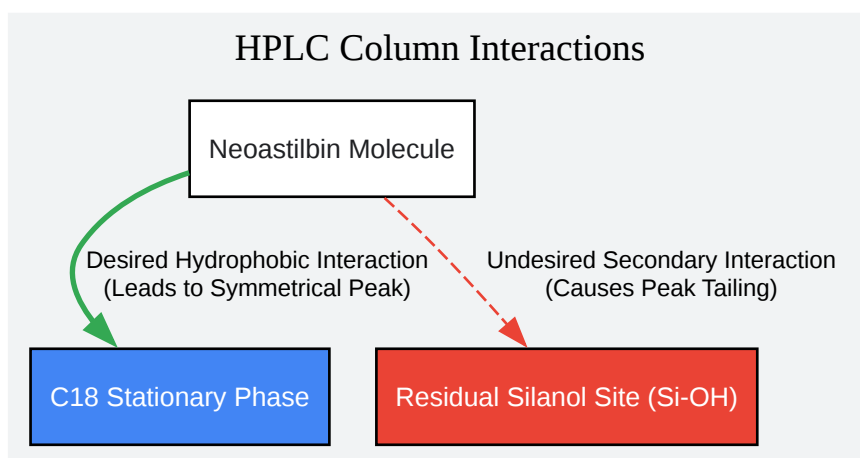 HPLC Column Interactions
Neoastilbin Molecule
Desired Hydrophobic Interaction
(Leads to Symmetrical Peak)
Undesired Secondary Interaction
(Causes Peak Tailing)
C18 Stationary Phase
Residual Silanol Site (Si-OH)